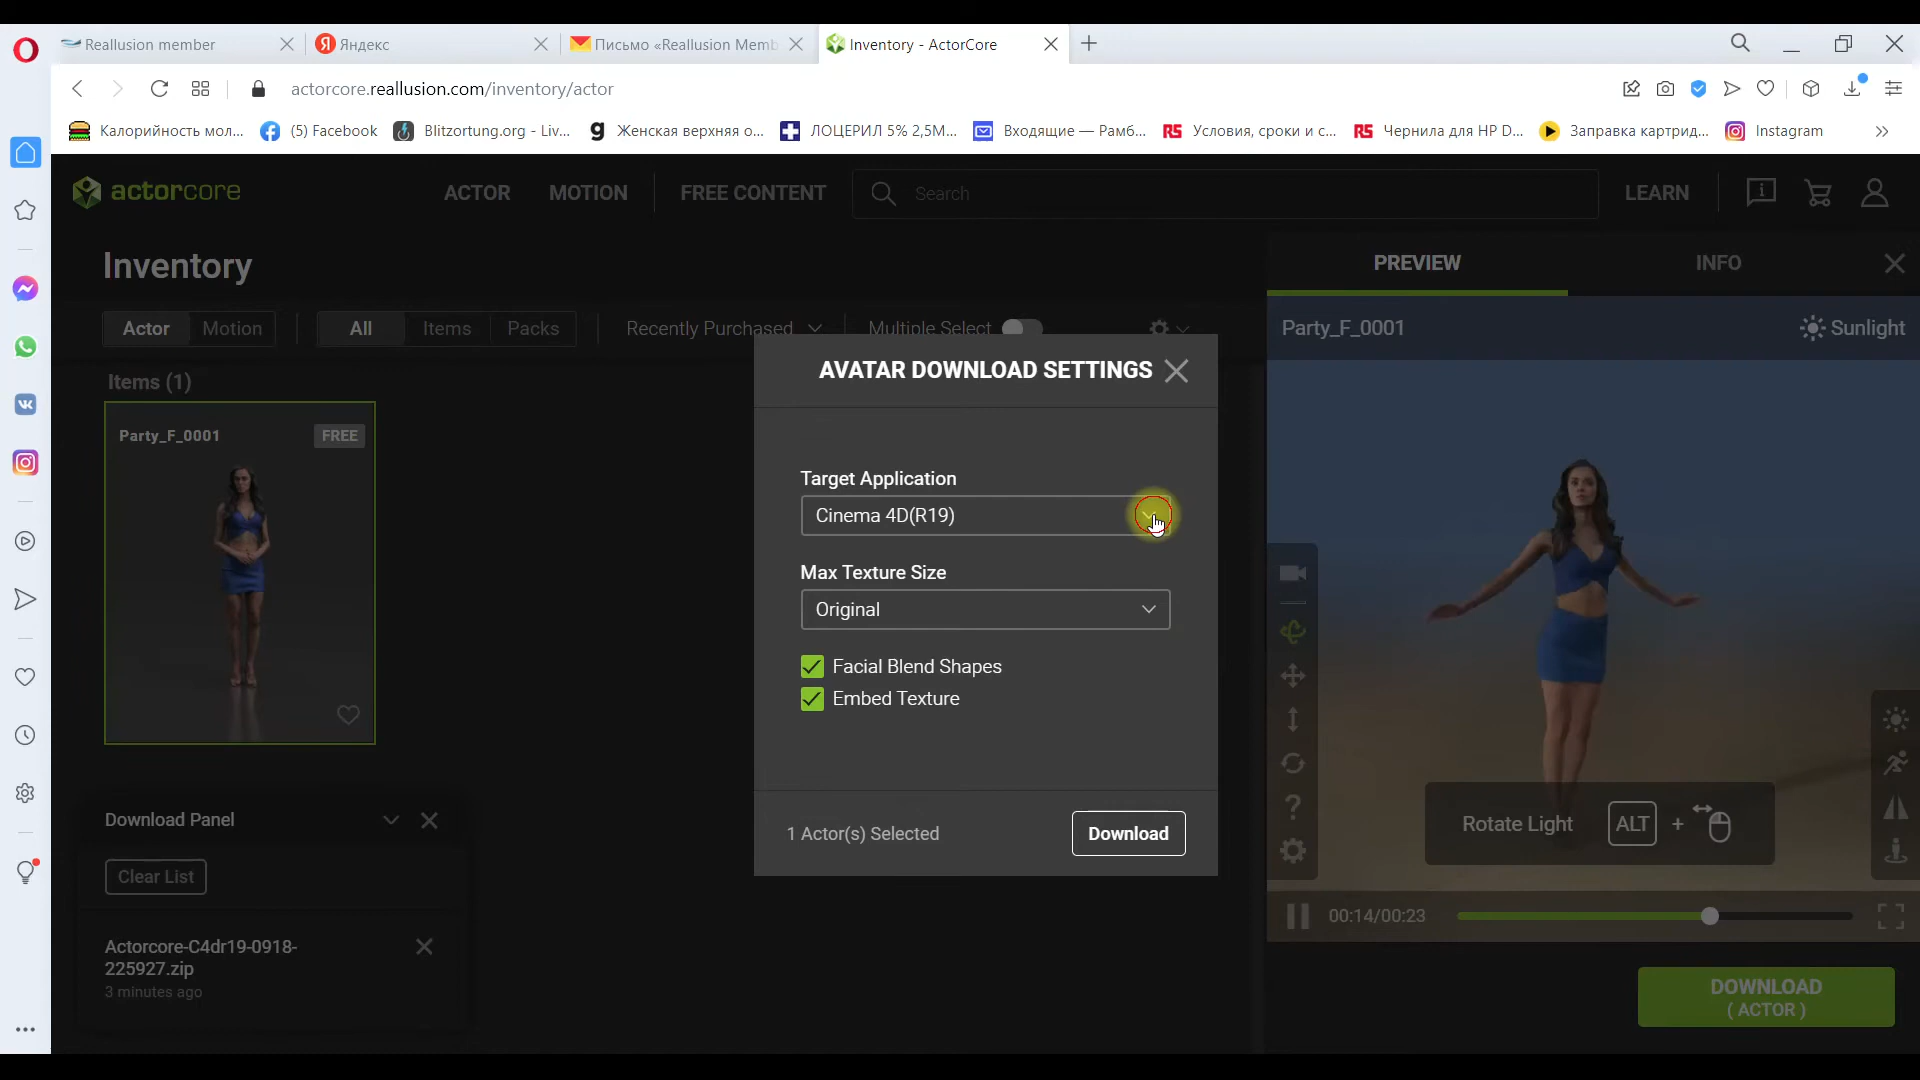 Reallusion member
Яндекс
Письмо «Reallusion Memb
Inventory - ActorCore
actorcore.reallusion.com/inventory/actor
Калорийность мол...
(5) Facebook
Blitzortung.org - Liv...
g
Женская верхняя о...
ЛОЦЕРИЛ 5% 2,5М...
Входящие — Рамб...
RS
Условия, сроки и с...
RS
Чернила для HP D...
Заправка картрид...
Instagram
actorcore
ACTOR
MOTION
FREE CONTENT
Search
LEARN
Inventory
PREVIEW
INFO
Actor
Motion
All
Items
Packs
Recently Purchased
Multiple Select
Party_F_0001
Sunlight
Items (1)
Party_F_0001
FREE
AVATAR DOWNLOAD SETTINGS
Target Application
Cinema 4D(R19)
Max Texture Size
Original
Facial Blend Shapes
Embed Texture
1 Actor(s) Selected
Download
Download Panel
Clear List
Actorcore-C4dr19-0918-
225927.zip
3 minutes ago
Rotate Light
ALT
+
00:14/00:23
DOWNLOAD
( ACTOR )